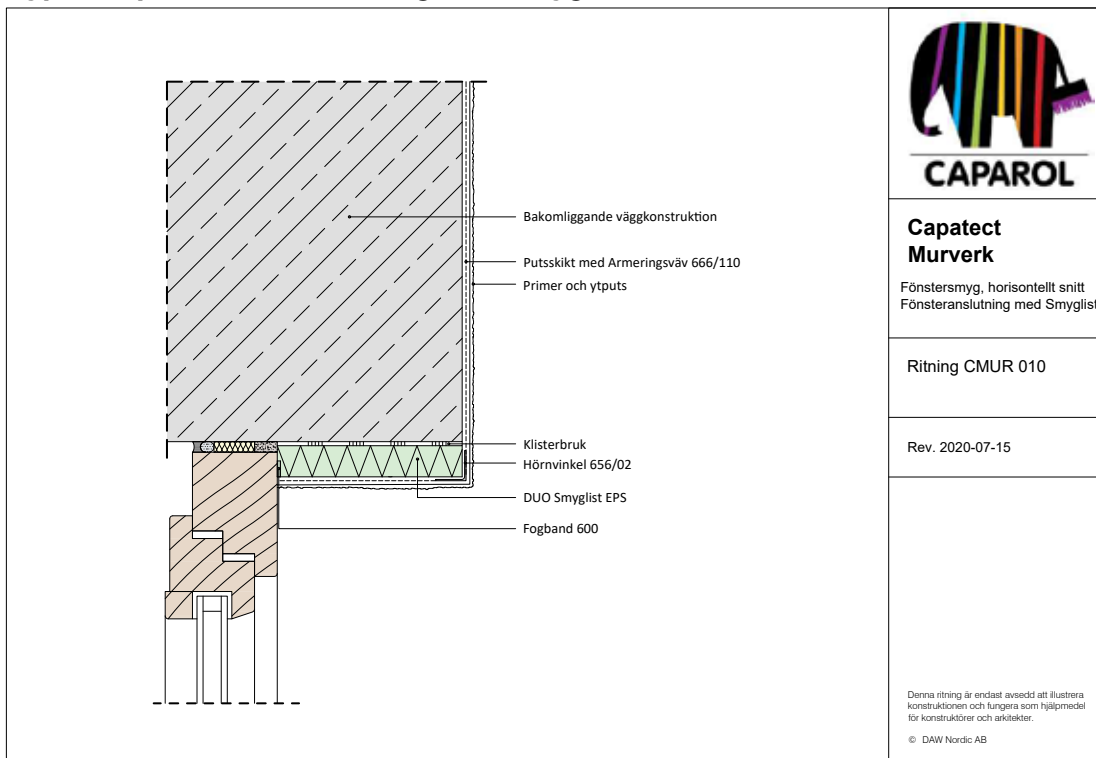 Bakomliggande väggkonstruktion
Putsskikt med Armeringsväv 666/110
Primer och ytputs
Klisterbruk
Hörnvinkel 656/02
DUO Smyglist EPS
Fogband 600
CAPAROL
Capatect
Murverk
Fönstersmyg, horisontellt snitt
Fönsteranslutning med Smyglist
Ritning CMUR 010
Rev. 2020-07-15
Denna ritning är endast avsedd att illustrera
konstruktionen och fungera som hjälpmedel
för konstruktörer och arkitekter.
© DAW Nordic AB